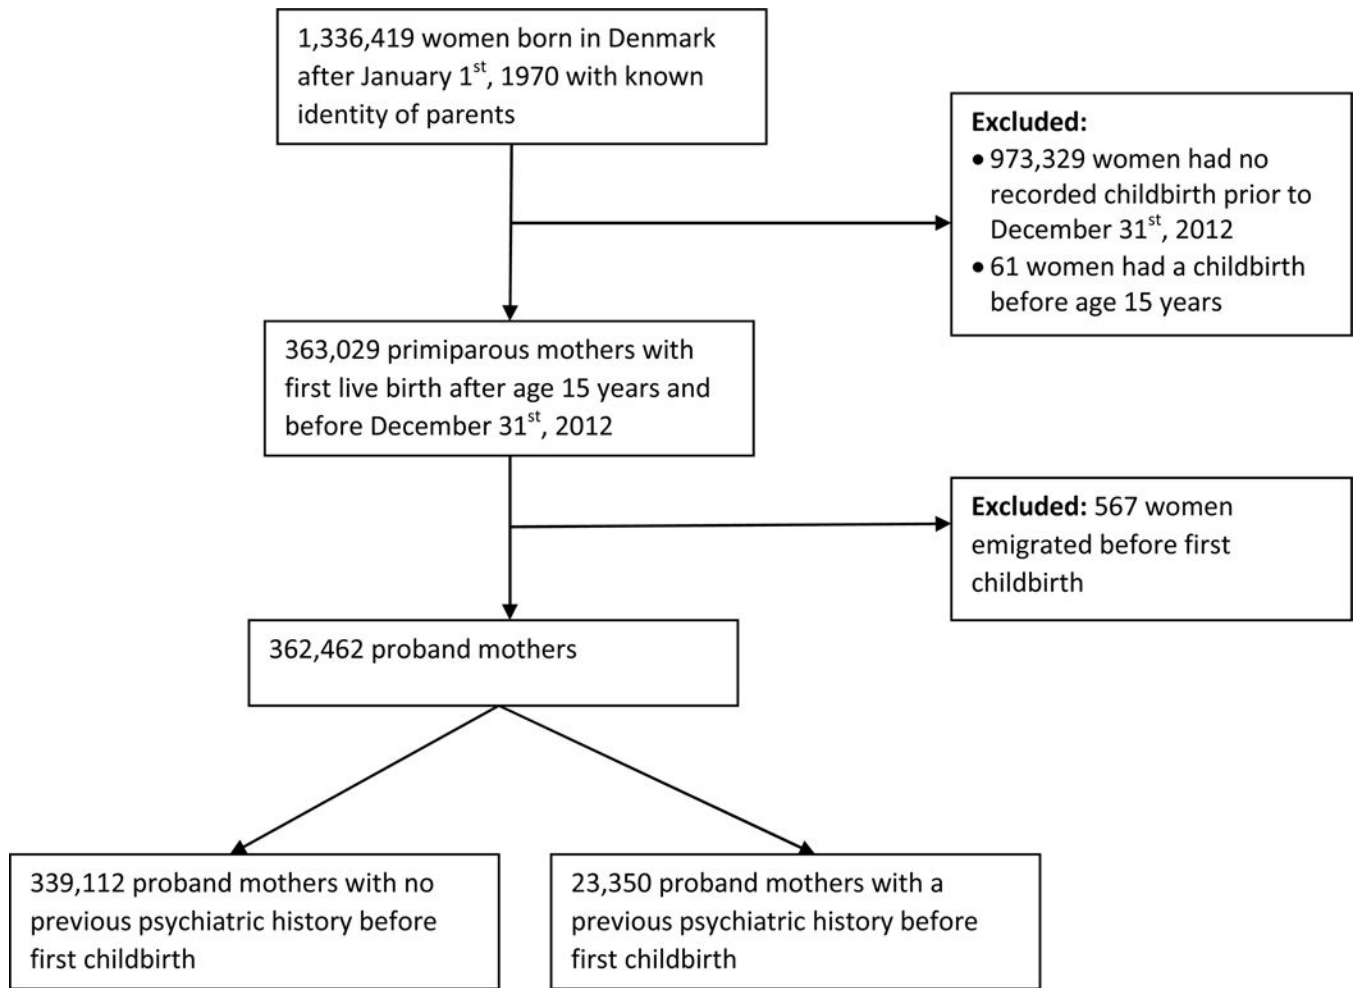 1,336,419 women born in Denmark
after January 1st, 1970 with known
identity of parents
Excluded:
• 973,329 women had no
recorded childbirth prior to
December 31st, 2012
• 61 women had a childbirth
before age 15 years
363,029 primiparous mothers with
first live birth after age 15 years and
before December 31st, 2012
Excluded: 567 women
emigrated before first
childbirth
362,462 proband mothers
339,112 proband mothers with no
previous psychiatric history before
first childbirth
23,350 proband mothers with a
previous psychiatric history before
first childbirth